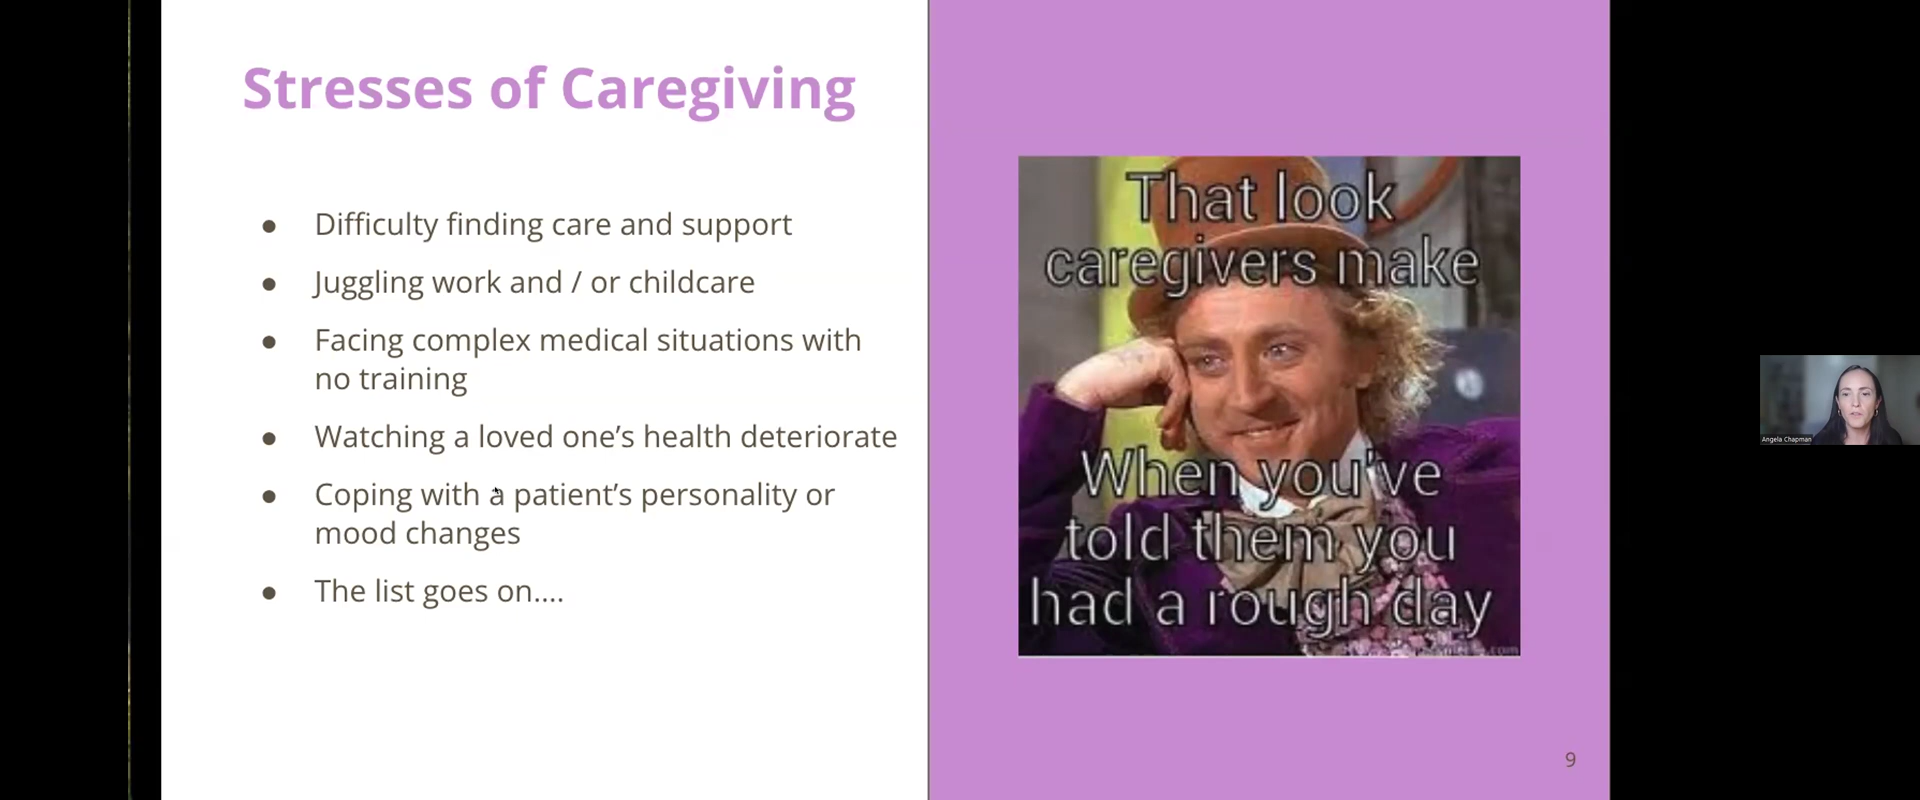 Stresses of Caregiving
● Difficulty finding care and support
● Juggling work and / or childcare
● Facing complex medical situations with
no training
● Watching a loved one’s health deteriorate
● Coping with a patient’s personality or
mood changes
● The list goes on....
That look
caregivers make
When you've
told them you
had a rough day
9
Angela Chapman